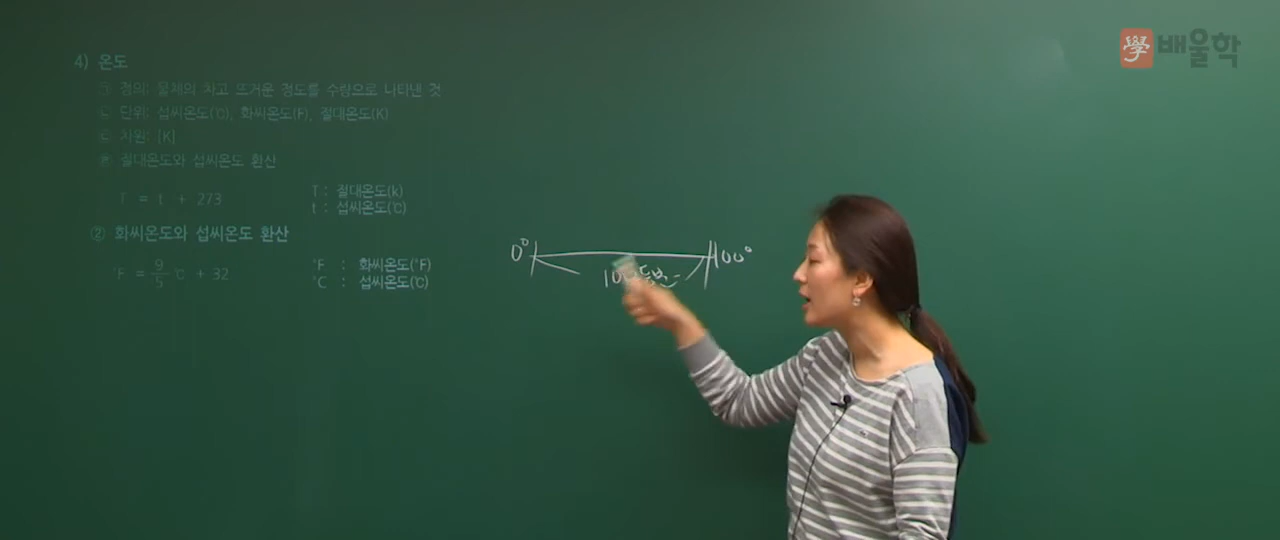 學 배울학
4) 온도
㉠ 정의: 물체의 차고 뜨거운 정도를 수량으로 나타낸 것
㉡ 단위: 섭씨온도(℃), 화씨온도(F), 절대온도(K)
㉢ 차원: [K]
㉣ 절대온도와 섭씨온도 환산
T = t + 273
T : 절대온도(k)
t : 섭씨온도(℃)
② 화씨온도와 섭씨온도 환산
°F = 9/5 ℃ + 32
°F : 화씨온도(°F)
°C : 섭씨온도(℃)
0° 100°
100등분